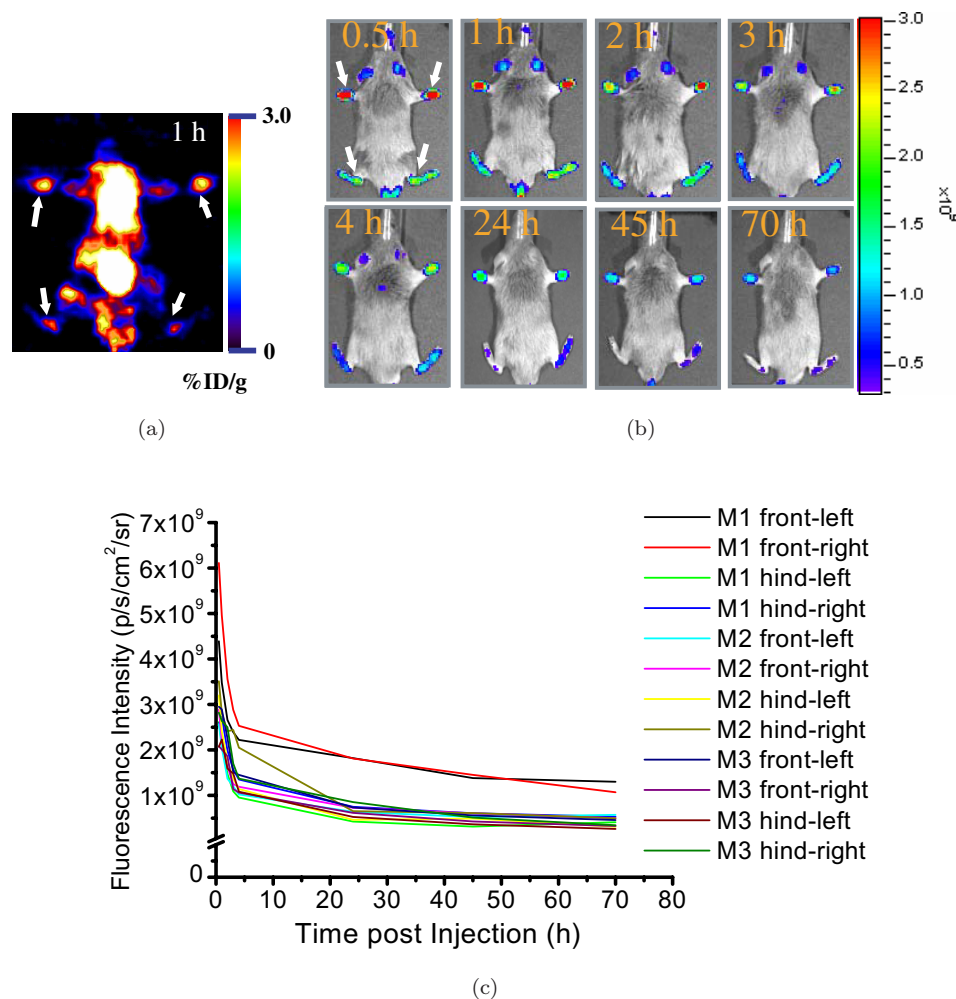 1 h
3.0
0
%ID/g
(a)
0.5 h
1 h
2 h
3 h
4 h
24 h
45 h
70 h
3.0
2.5
2.0
1.5
1.0
0.5
(b)
7x10⁹
6x10⁹
5x10⁹
4x10⁹
3x10⁹
2x10⁹
1x10⁹
0
Fluorescence Intensity (p/s/cm²/sr)
0 10 20 30 40 50 60 70 80
Time post Injection (h)
M1 front-left
M1 front-right
M1 hind-left
M1 hind-right
M2 front-left
M2 front-right
M2 hind-left
M2 hind-right
M3 front-left
M3 front-right
M3 hind-left
M3 hind-right
(c)